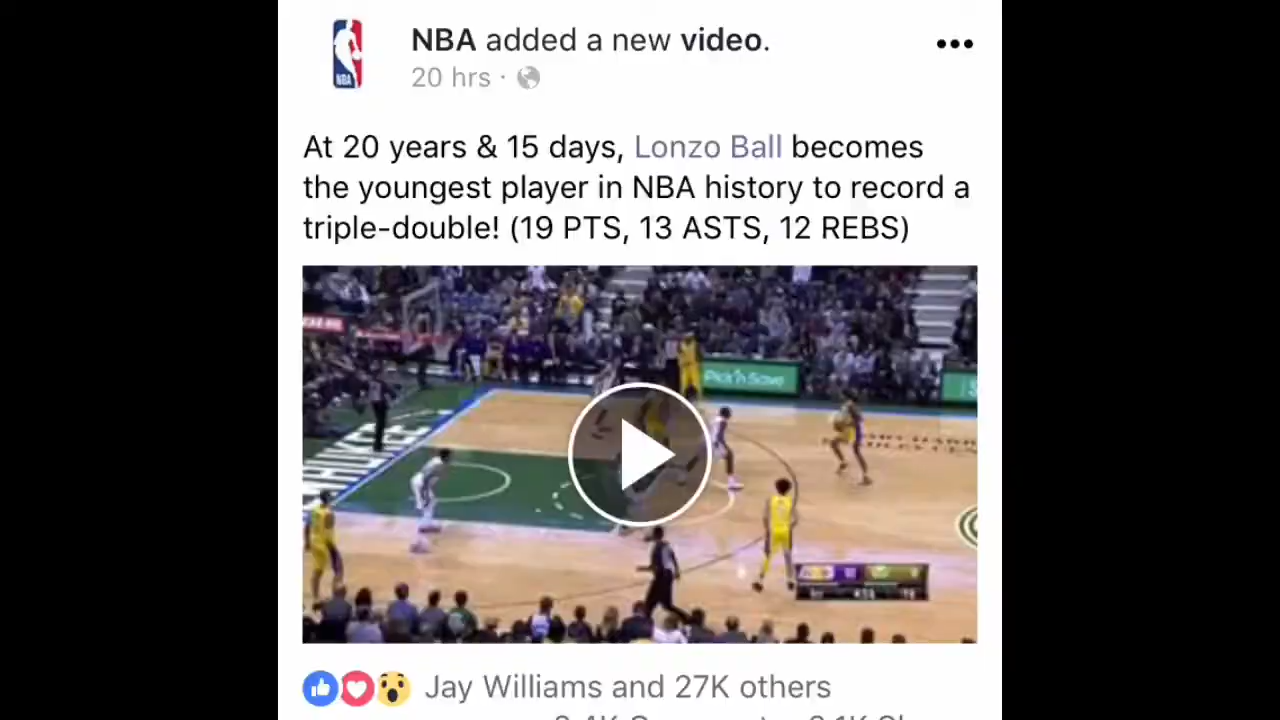 NBA added a new video.
NBA
20 hrs ·
At 20 years & 15 days, Lonzo Ball becomes
the youngest player in NBA history to record a
triple-double! (19 PTS, 13 ASTS, 12 REBS)
Pick'n Save
Jay Williams and 27K others